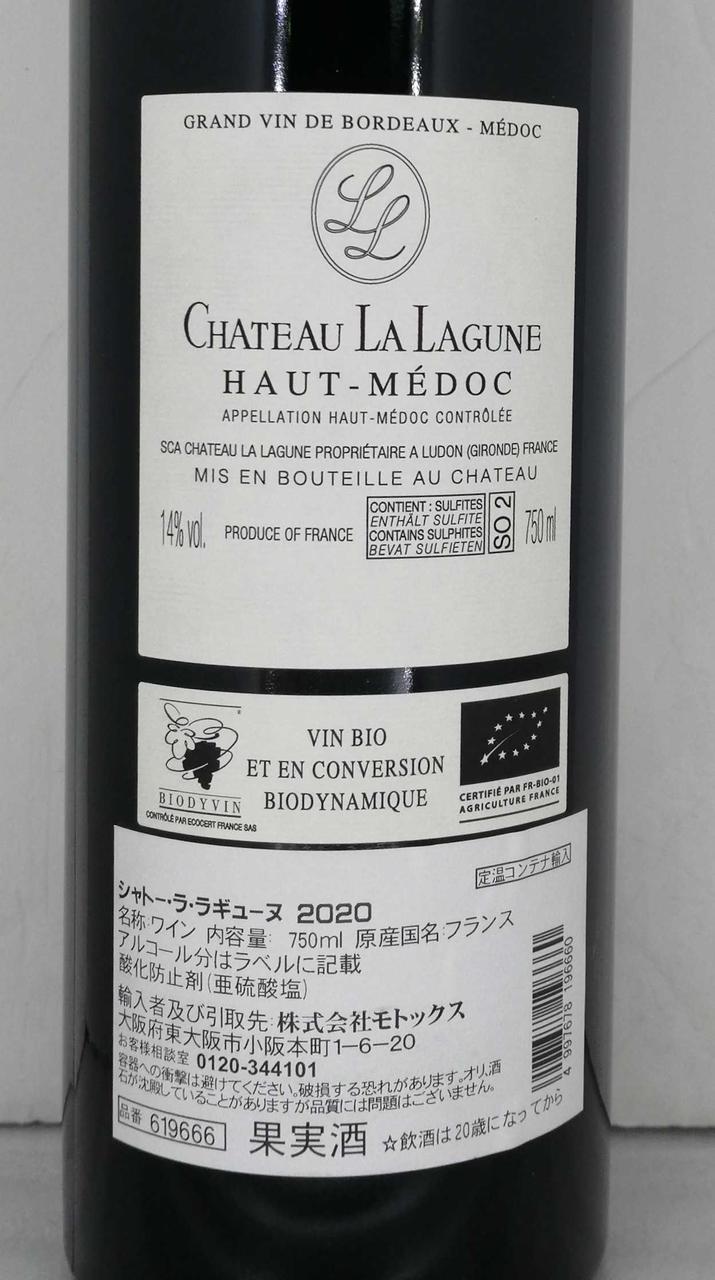 GRAND VIN DE BORDEAUX - MÉDOC
LL
CHATEAU LA LAGUNE
HAUT-MÉDOC
APPELLATION HAUT-MÉDOC CONTRÔLÉE
SCA CHATEAU LA LAGUNE PROPRIÉTAIRE A LUDON (GIRONDE) FRANCE
MIS EN BOUTEILLE AU CHATEAU
14% vol.
PRODUCE OF FRANCE
CONTIENT : SULFITES
ENTHÄLT SULFITE
CONTAINS SULPHITES
BEVAT SULFIETEN
SO2
750 ml
BIODYVIN
CONTRÔLÉ PAR ECOCERT FRANCE SAS
VIN BIO
ET EN CONVERSION
BIODYNAMIQUE
CERTIFIÉ PAR FR-BIO-01
AGRICULTURE FRANCE
定温コンテナ輸入
シャトー・ラ・ラギューヌ 2020
名称:ワイン 内容量: 750ml 原産国名:フランス
アルコール分はラベルに記載
酸化防止剤(亜硫酸塩)
輸入者及び引取先:株式会社モトックス
大阪府東大阪市小阪本町1-6-20
お客様相談室 0120-344101
容器への衝撃は避けてください。破損する恐れがあります。オリ、酒
石が沈殿していることがありますが品質には問題はございません。
品番 619666
果実酒
☆飲酒は20歳になってから
4 997678 196660